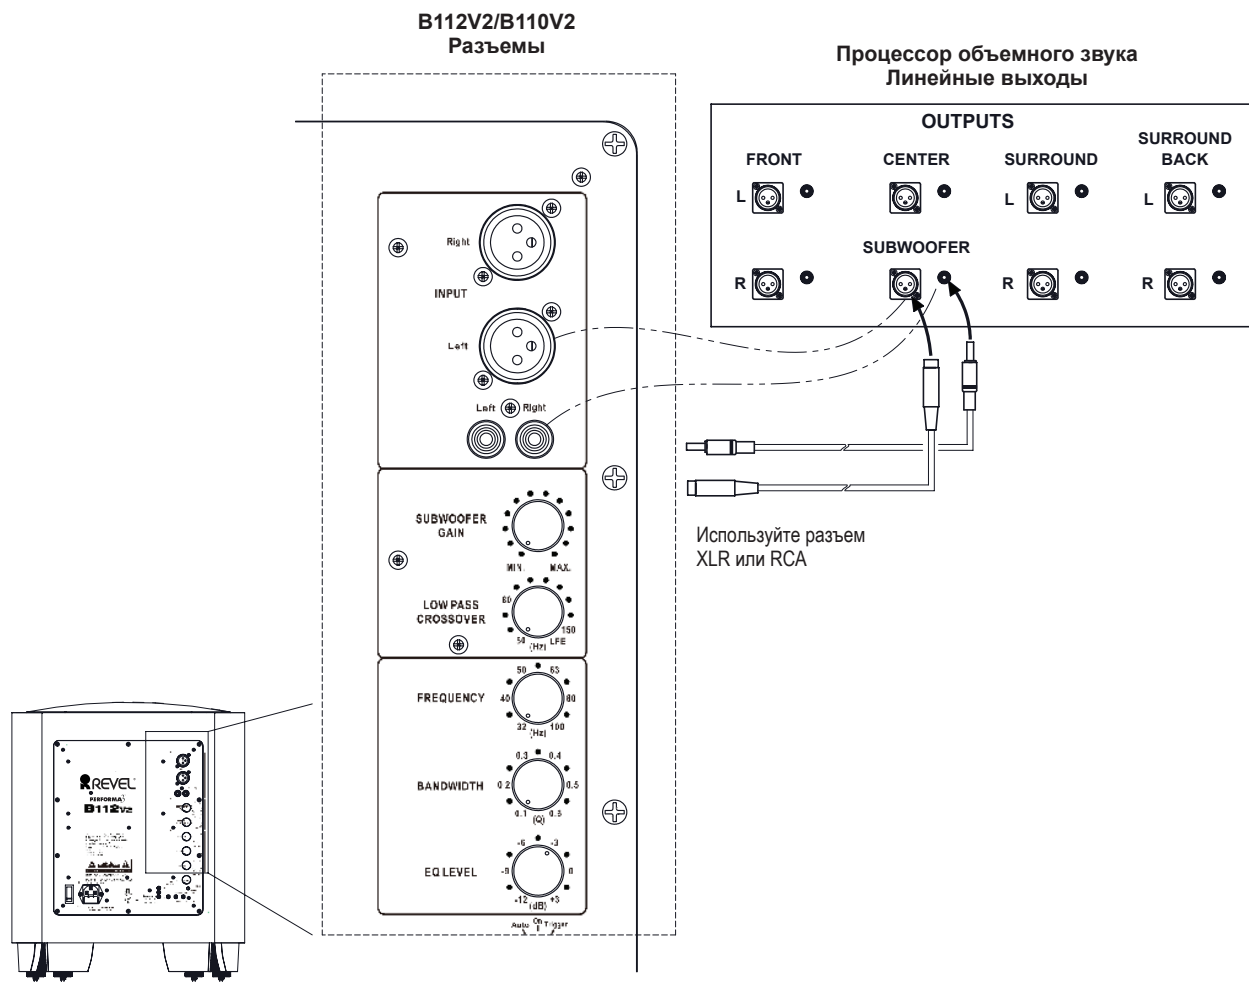 B112V2/B110V2
Разъемы
Процессор объемного звука
Линейные выходы
OUTPUTS
FRONT
CENTER
SURROUND
SURROUND
BACK
L
L
L
SUBWOOFER
R
R
R
Right
INPUT
Left
Left
Right
Используйте разъем
XLR или RCA
SUBWOOFER
GAIN
MIN.
MAX.
LOW PASS
CROSSOVER
80
150
50
(Hz)
LFE
FREQUENCY
50
63
40
80
32
(Hz)
100
BANDWIDTH
0.3
0.4
0.2
0.5
0.1
(Q)
0.6
EQ LEVEL
-6
-3
-9
0
-12
(dB)
+3
Auto
On
Trigger
REVEL
PERFORMA3
B112V2